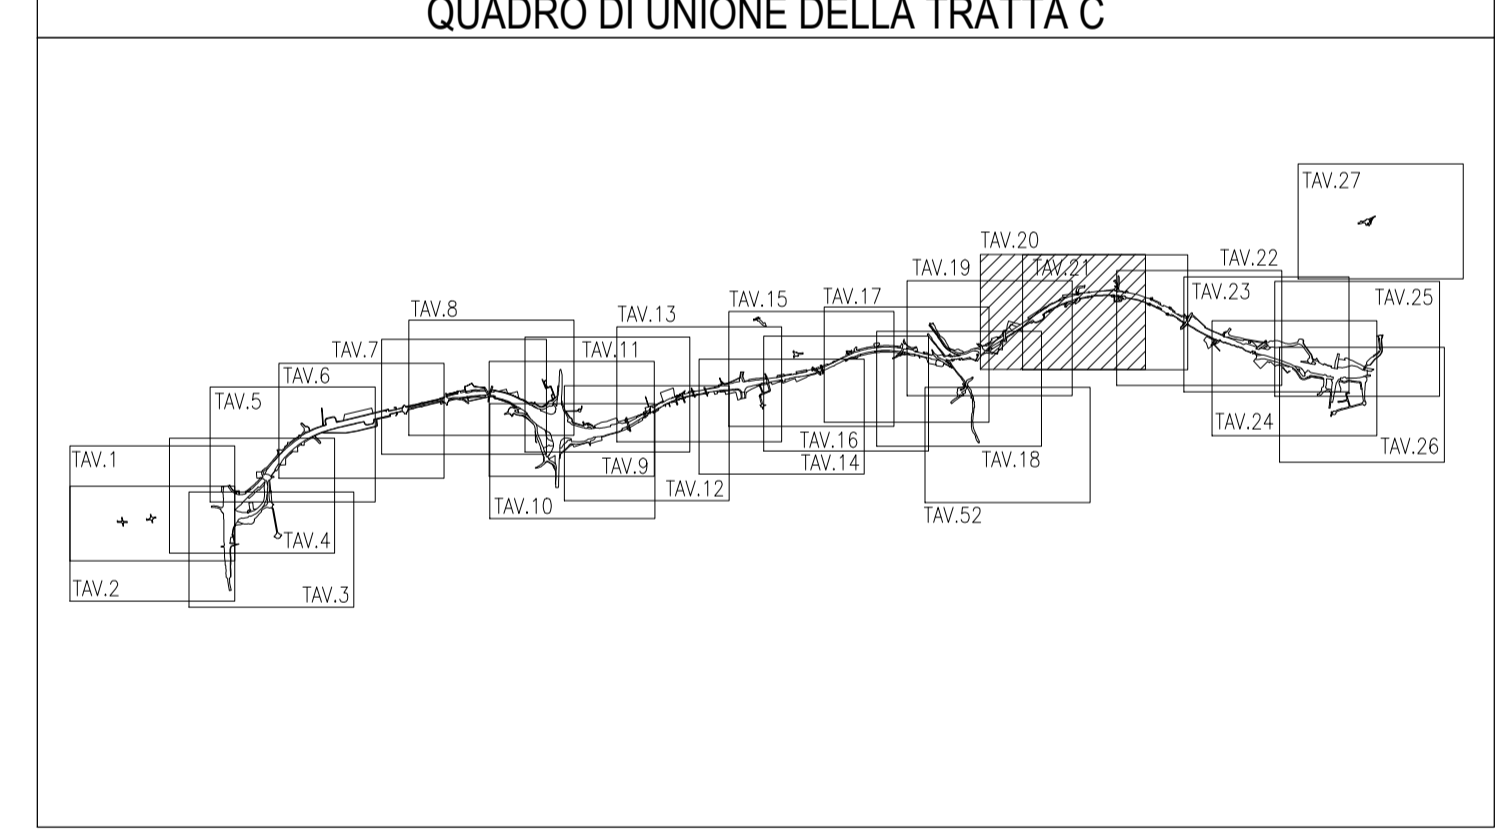 QUADRO DI UNIONE DELLA TRATTA C
TAV.27
TAV.20
TAV.22
TAV.19
TAV.21
TAV.23
TAV.25
TAV.15
TAV.17
TAV.8
TAV.13
TAV.7
TAV.11
TAV.6
TAV.5
TAV.24
TAV.16
TAV.26
TAV.1
TAV.9
TAV.14
TAV.18
TAV.12
TAV.10
TAV.52
TAV.4
TAV.2
TAV.3